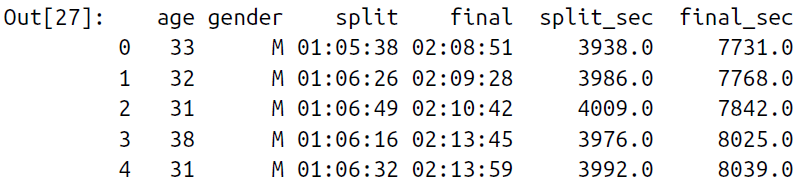 Out[27]: age gender split final split_sec final_sec
0 33 M 01:05:38 02:08:51 3938.0 7731.0
1 32 M 01:06:26 02:09:28 3986.0 7768.0
2 31 M 01:06:49 02:10:42 4009.0 7842.0
3 38 M 01:06:16 02:13:45 3976.0 8025.0
4 31 M 01:06:32 02:13:59 3992.0 8039.0